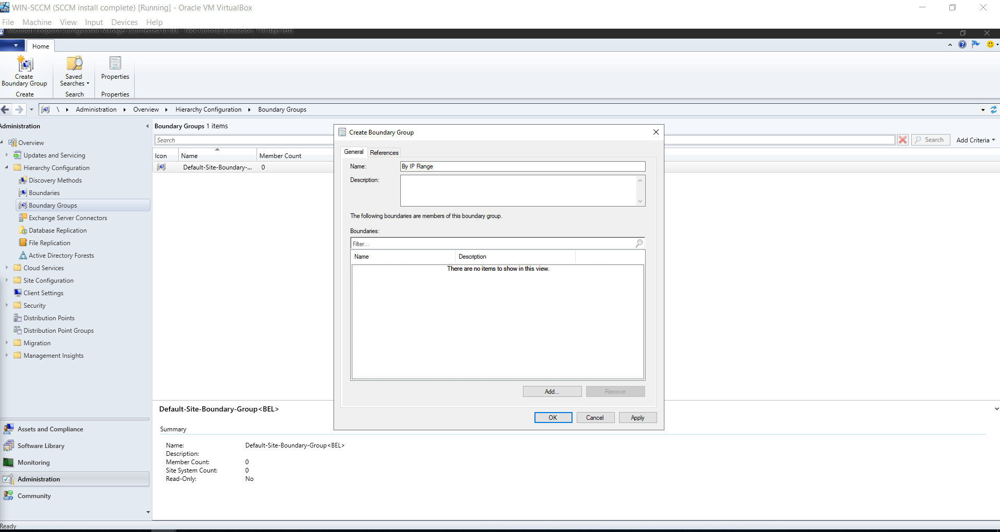 WIN-SCCM (SCCM install complete) [Running] - Oracle VM VirtualBox
File Machine View Input Devices Help
Microsoft Endpoint Configuration Manager (Connected to BEL - Nick Corona) (Evaluation, 178 days left)
Home
Create Boundary Group
Saved Searches
Properties
Create
Search
Properties
\ Administration Overview Hierarchy Configuration Boundary Groups
Administration
Overview
Updates and Servicing
Hierarchy Configuration
Discovery Methods
Boundaries
Boundary Groups
Exchange Server Connectors
Database Replication
File Replication
Active Directory Forests
Cloud Services
Site Configuration
Client Settings
Security
Distribution Points
Distribution Point Groups
Migration
Management Insights
Assets and Compliance
Software Library
Monitoring
Administration
Community
Boundary Groups 1 items
Search
Search
Add Criteria
Icon Name Member Count
Default-Site-Boundary-... 0
Create Boundary Group
General References
Name: By IP Range
Description:
The following boundaries are members of this boundary group.
Boundaries:
Filter...
Name Description
There are no items to show in this view.
Add... Remove
OK Cancel Apply
Default-Site-Boundary-Group<BEL>
Summary
Name: Default-Site-Boundary-Group<BEL>
Description:
Member Count: 0
Site System Count: 0
Read-Only: No
Ready